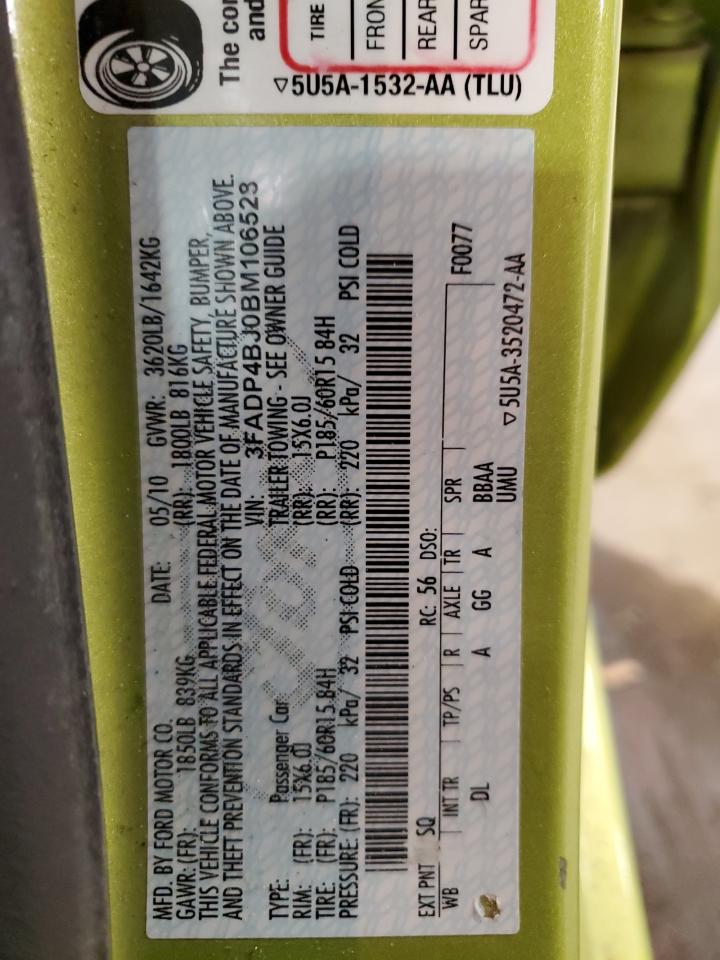 The
TIRE
FRON
REAR
SPAR
5U5A-1532-AA (TLU)
MFD. BY FORD MOTOR CO. DATE: 05/10 GVWR: 3620LB/1642KG
GAWR: (FR): 1850LB 839KG (RR): 1800LB 816KG
THIS VEHICLE CONFORMS TO ALL APPLICABLE FEDERAL MOTOR VEHICLE SAFETY, BUMPER,
AND THEFT PREVENTION STANDARDS IN EFFECT ON THE DATE OF MANUFACTURE SHOWN ABOVE.
VIN: 3FADP4BJ0BM106523
TYPE: Passenger Car TRAILER TOWING - SEE OWNER GUIDE
RIM: (FR): 15X6.0J (RR): 15X6.0J
TIRE: (FR): P185/60R15 84H (RR): P185/60R15 84H
PRESSURE: (FR): 220 kPa/ 32 PSI COLD (RR): 220 kPa/ 32 PSI COLD
EXT PNT SQ RC: 56 DSO:
WB INT TR TP/PS R AXLE TR SPR F0077
DL A GG A BBAA
UMU
5U5A-3520472-AA